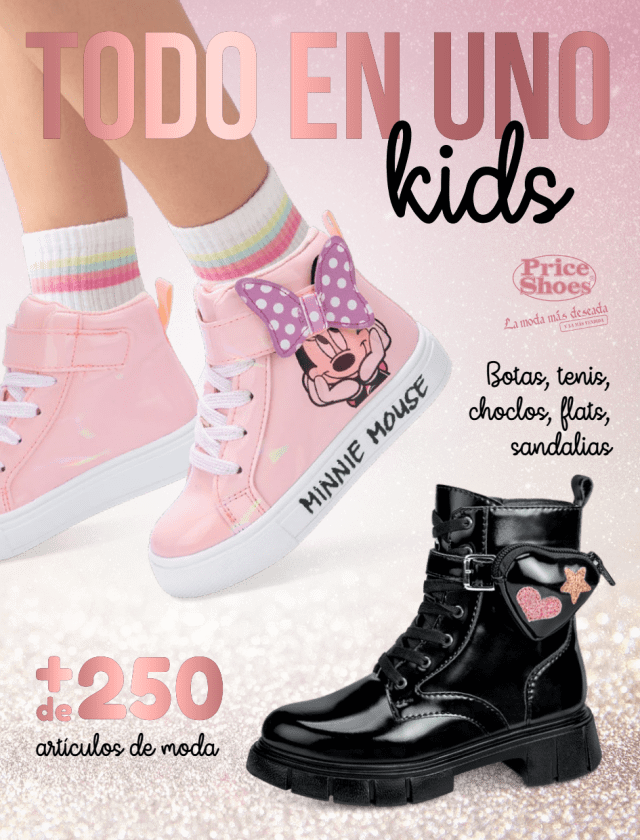 TODO EN UNO
kids
Price
Shoes
La moda más deseada
Botas, tenis,
choclos, flats,
sandalias
MINNIE MOUSE
+ de 250
artículos de moda